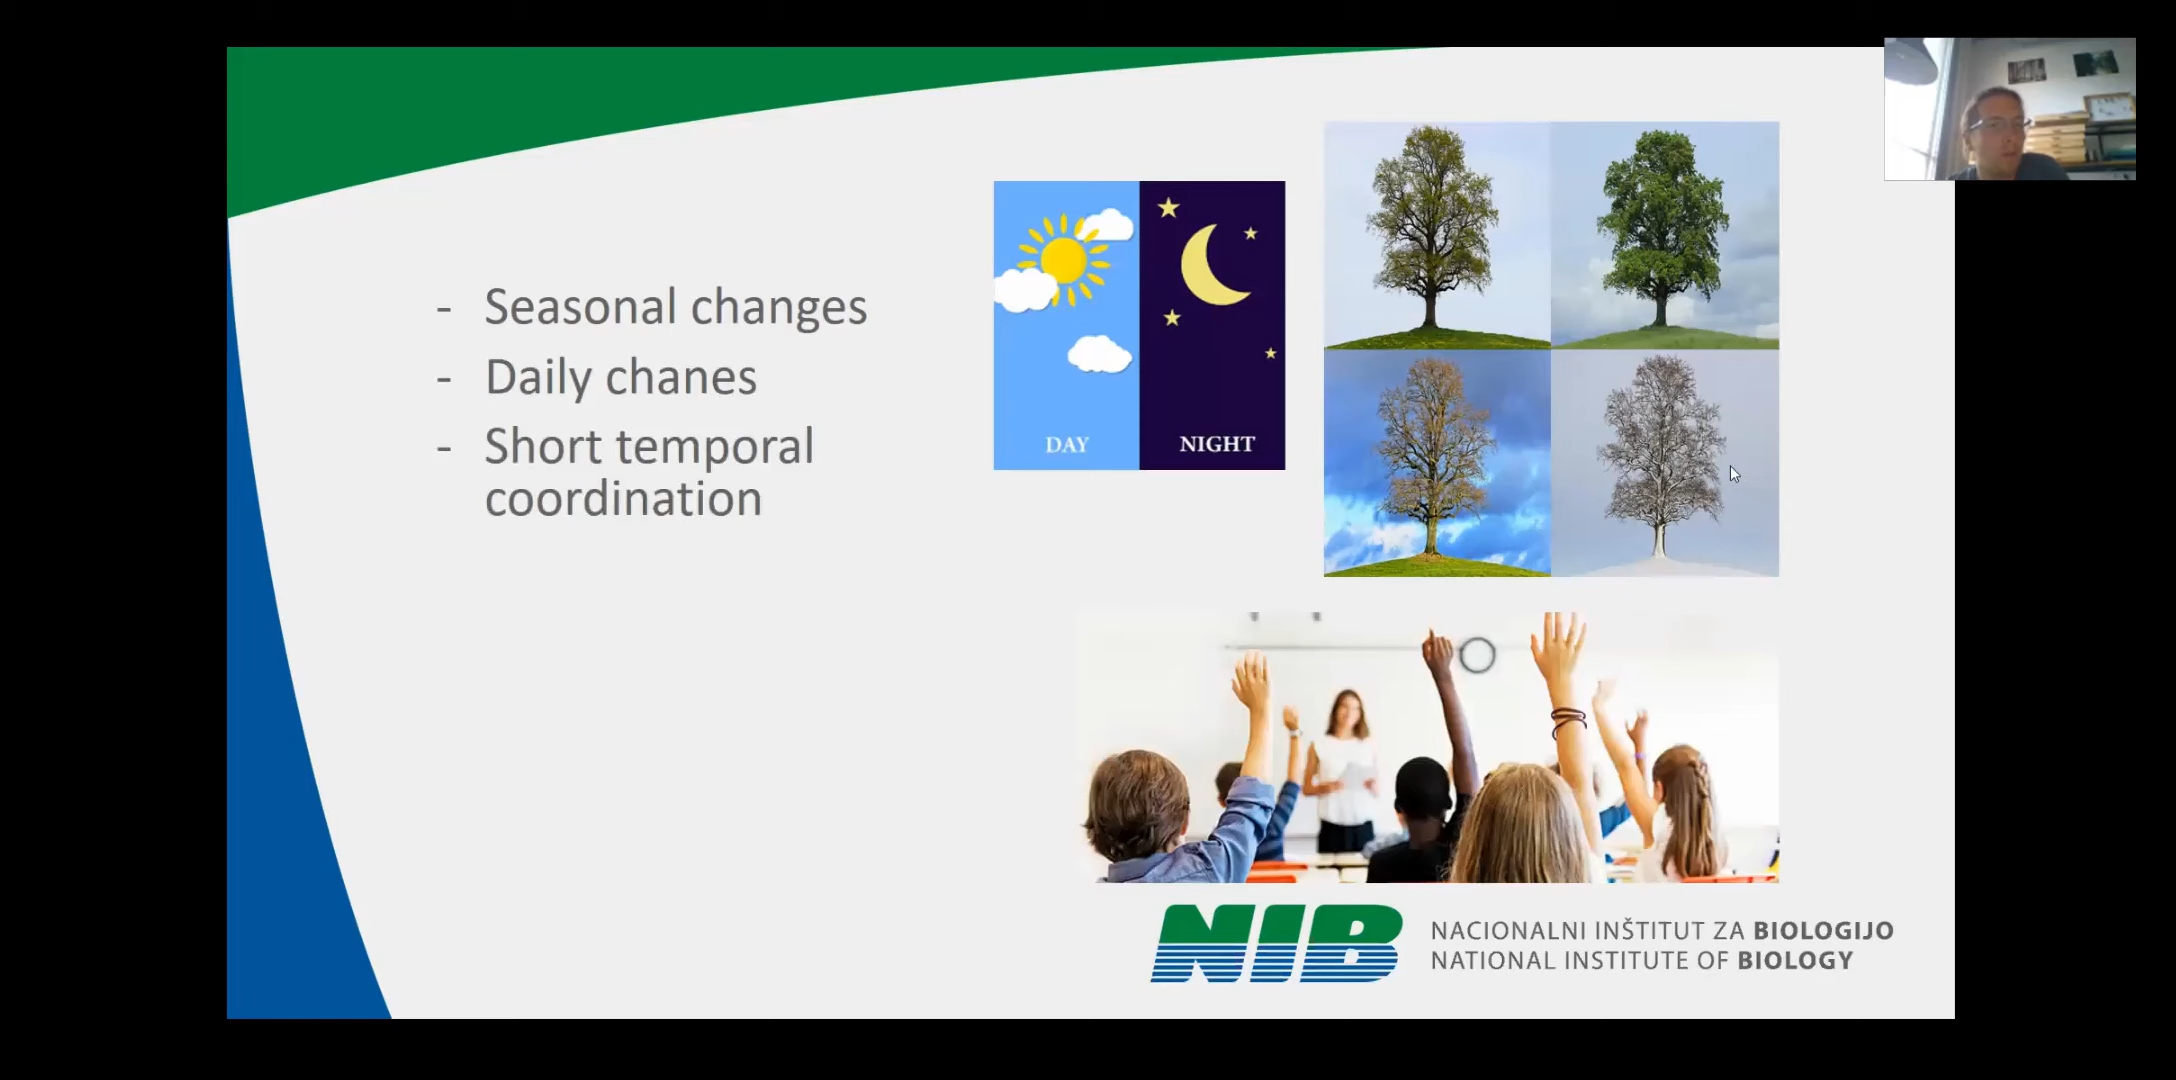 - Seasonal changes
- Daily chanes
- Short temporal
coordination
DAY
NIGHT
NIB
NACIONALNI INŠTITUT ZA BIOLOGIJO
NATIONAL INSTITUTE OF BIOLOGY